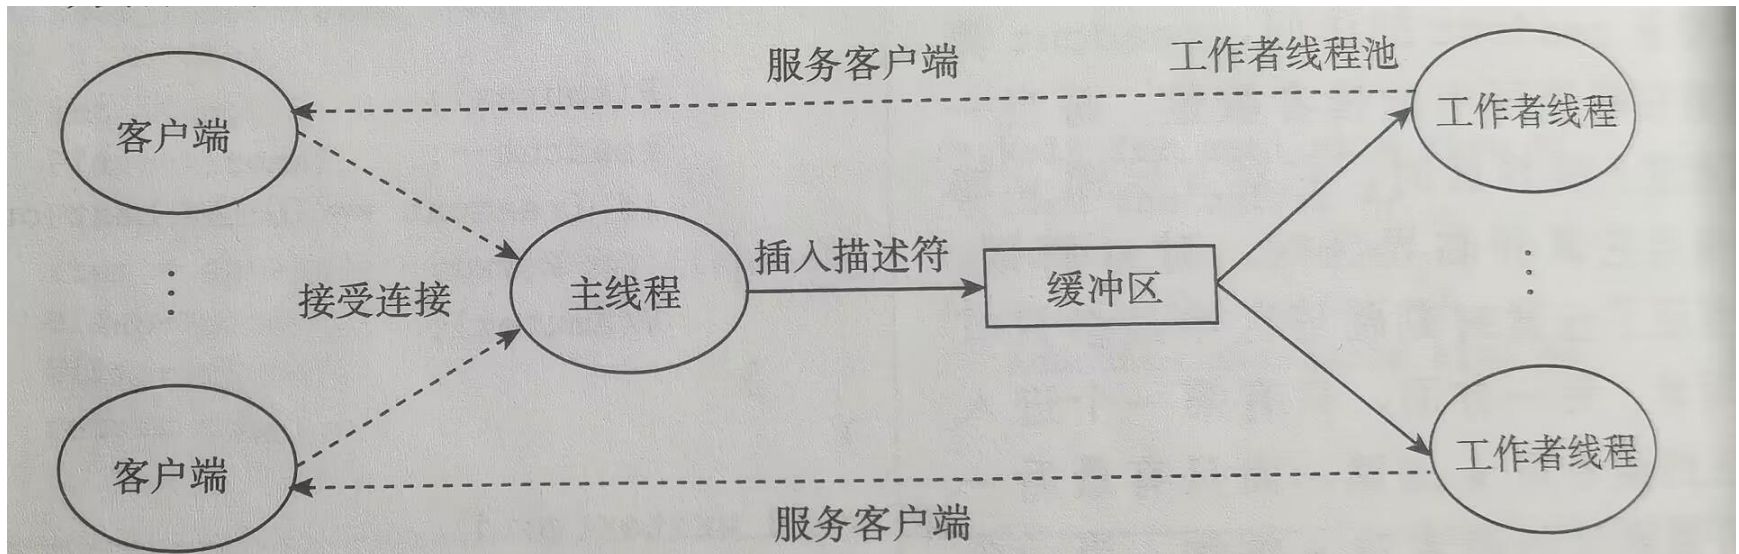 服务客户端
工作者线程池
客户端
工作者线程
插入描述符
⋮
接受连接
主线程
缓冲区
⋮
客户端
工作者线程
服务客户端